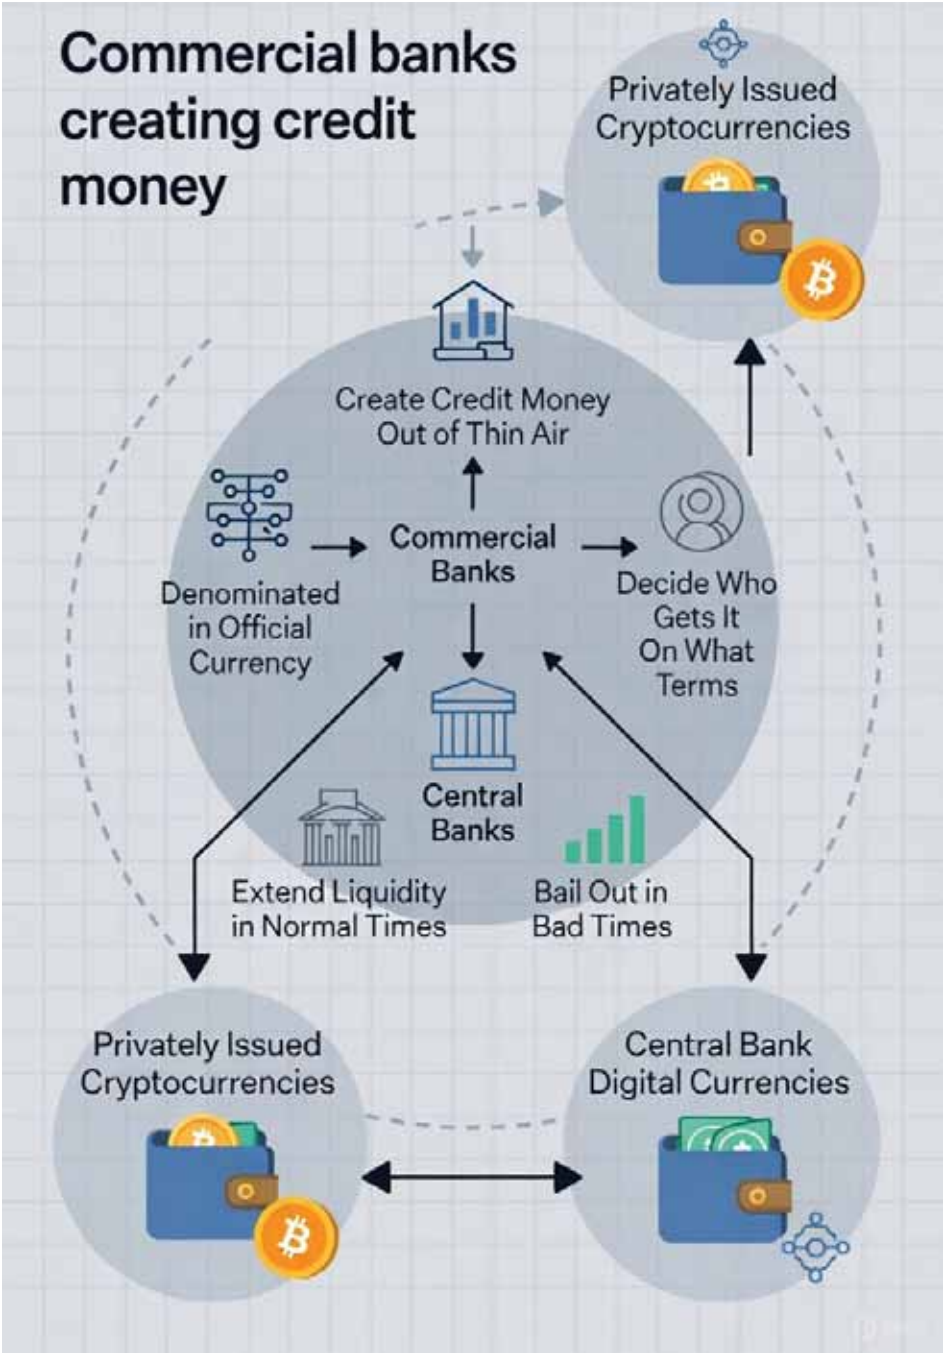 Commercial banks
creating credit
money
Privately Issued
Cryptocurrencies
Create Credit Money
Out of Thin Air
Denominated
in Official
Currency
Commercial
Banks
Decide Who
Gets It
On What
Terms
Central
Banks
Extend Liquidity
in Normal Times
Bail Out in
Bad Times
Privately Issued
Cryptocurrencies
Central Bank
Digital Currencies